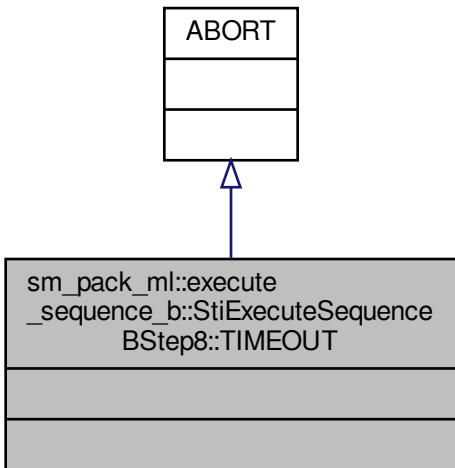 ABORT
sm_pack_ml::execute
_sequence_b::StiExecuteSequence
BStep8::TIMEOUT